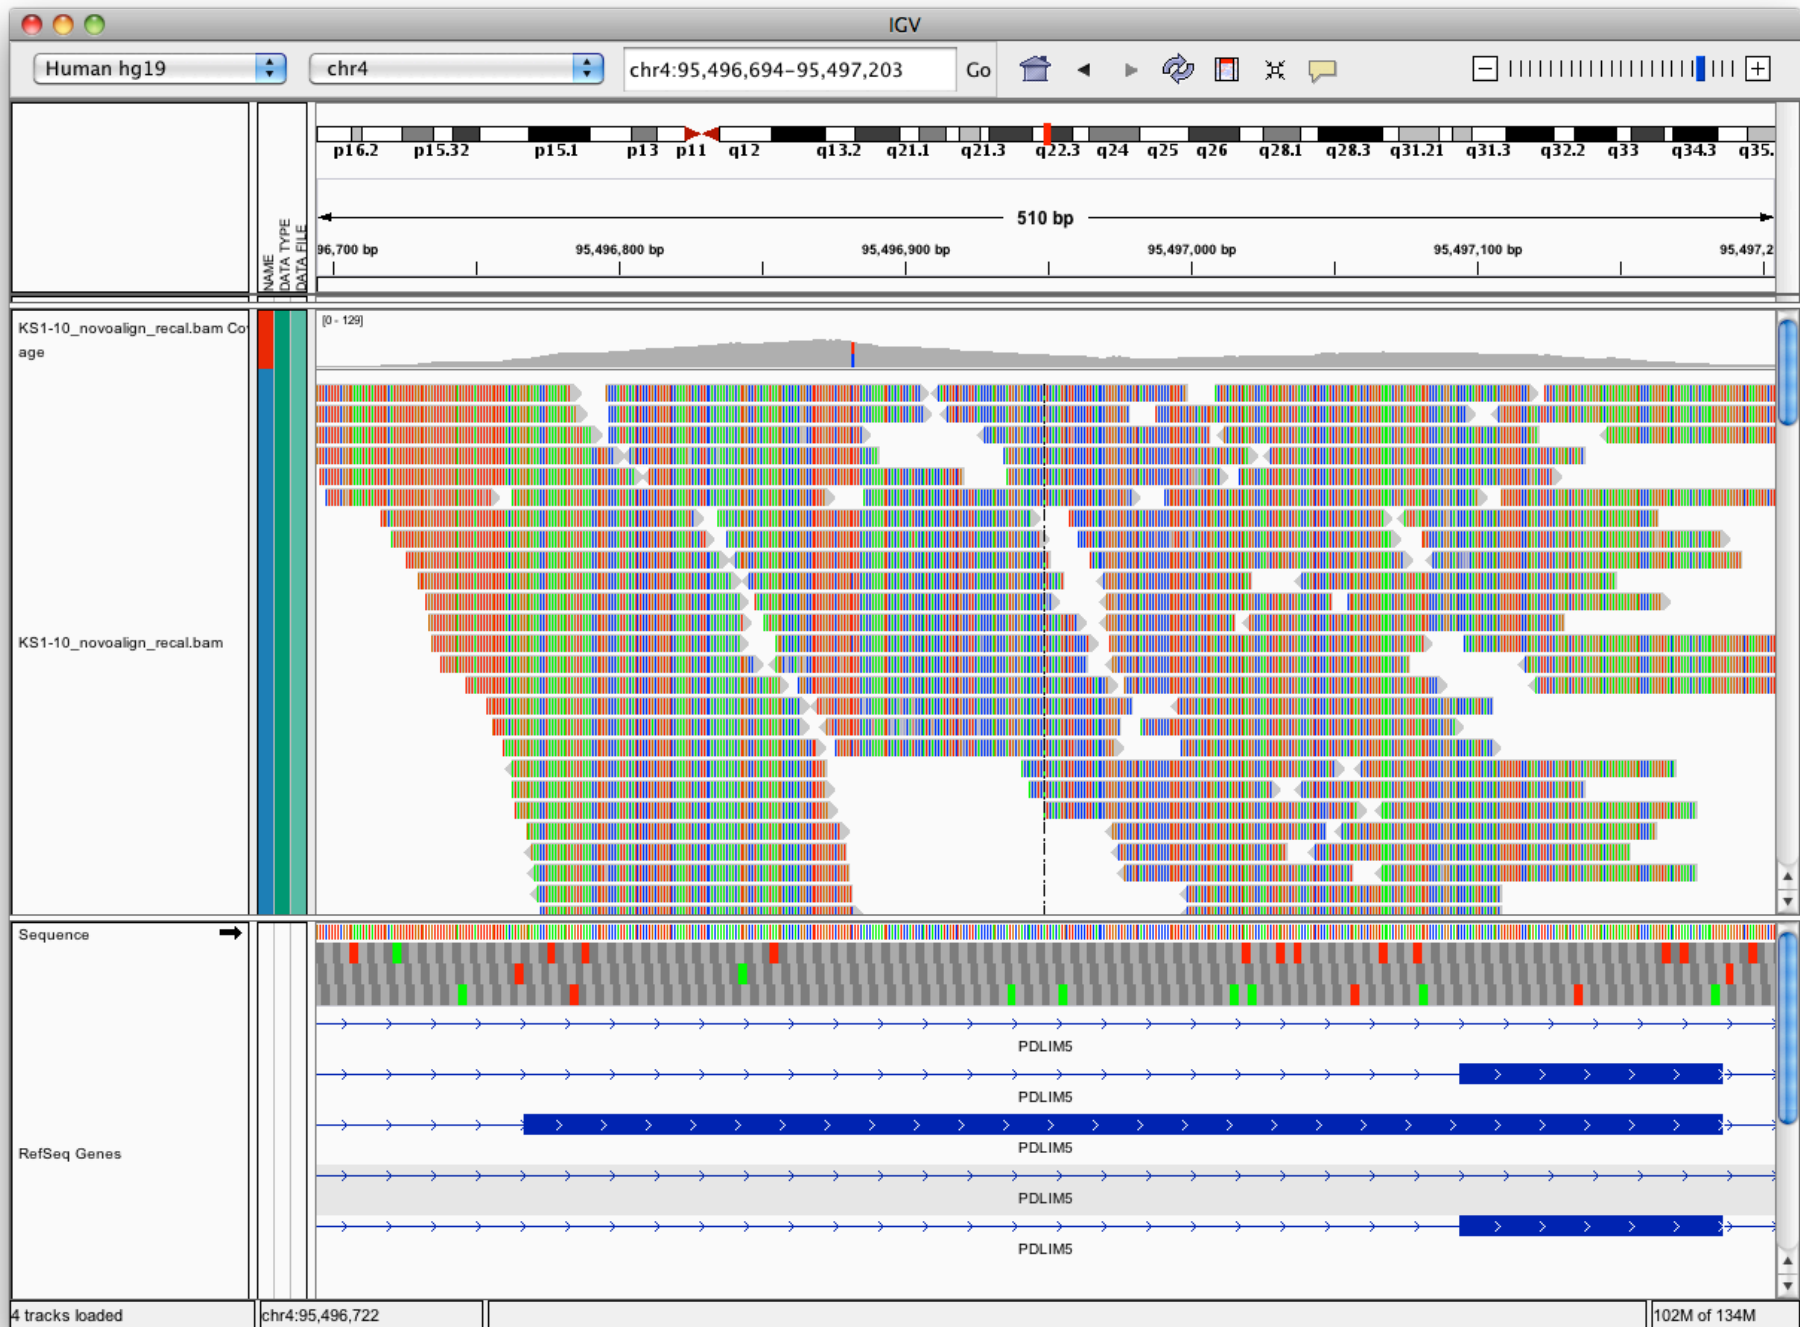 IGV
Human hg19 chr4 chr4:95,496,694-95,497,203 Go
p16.2 p15.32 p15.1 p13 p11 q12 q13.2 q21.1 q21.3 q22.3 q24 q25 q26 q28.1 q28.3 q31.21 q31.3 q32.2 q33 q34.3 q35.
510 bp
96,700 bp 95,496,800 bp 95,496,900 bp 95,497,000 bp 95,497,100 bp 95,497,2
NAME
DATA TYPE
DATA FILE
KS1-10_novoalign_recal.bam Co
age
[0 - 129]
KS1-10_novoalign_recal.bam
Sequence
PDLIM5
PDLIM5
PDLIM5
RefSeq Genes
PDLIM5
PDLIM5
4 tracks loaded chr4:95,496,722 102M of 134M